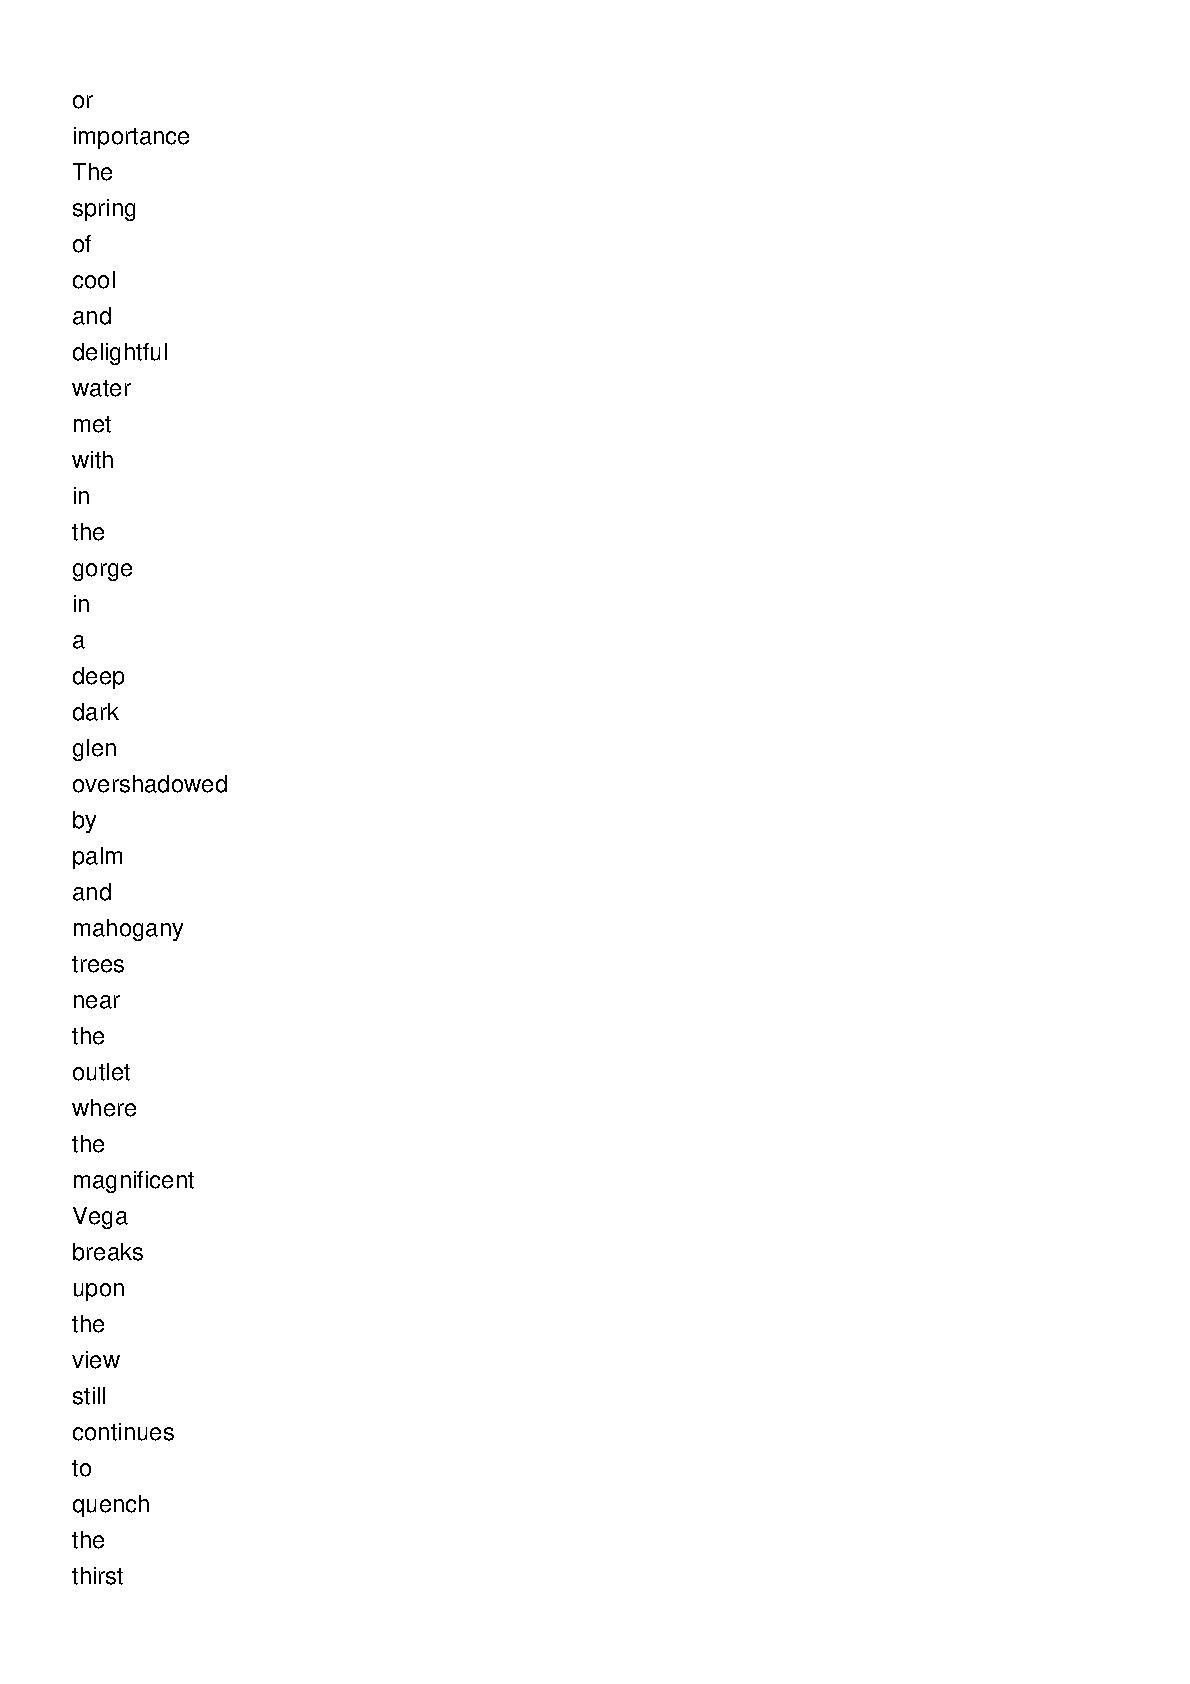 or
importance
The
spring
of
cool
and
delightful
water
met
with
in
the
gorge
in
a
deep
dark
glen
overshadowed
by
palm
and
mahogany
trees
near
the
outlet
where
the
magnificent
Vega
breaks
upon
the
view
still
continues
to
quench
the
thirst